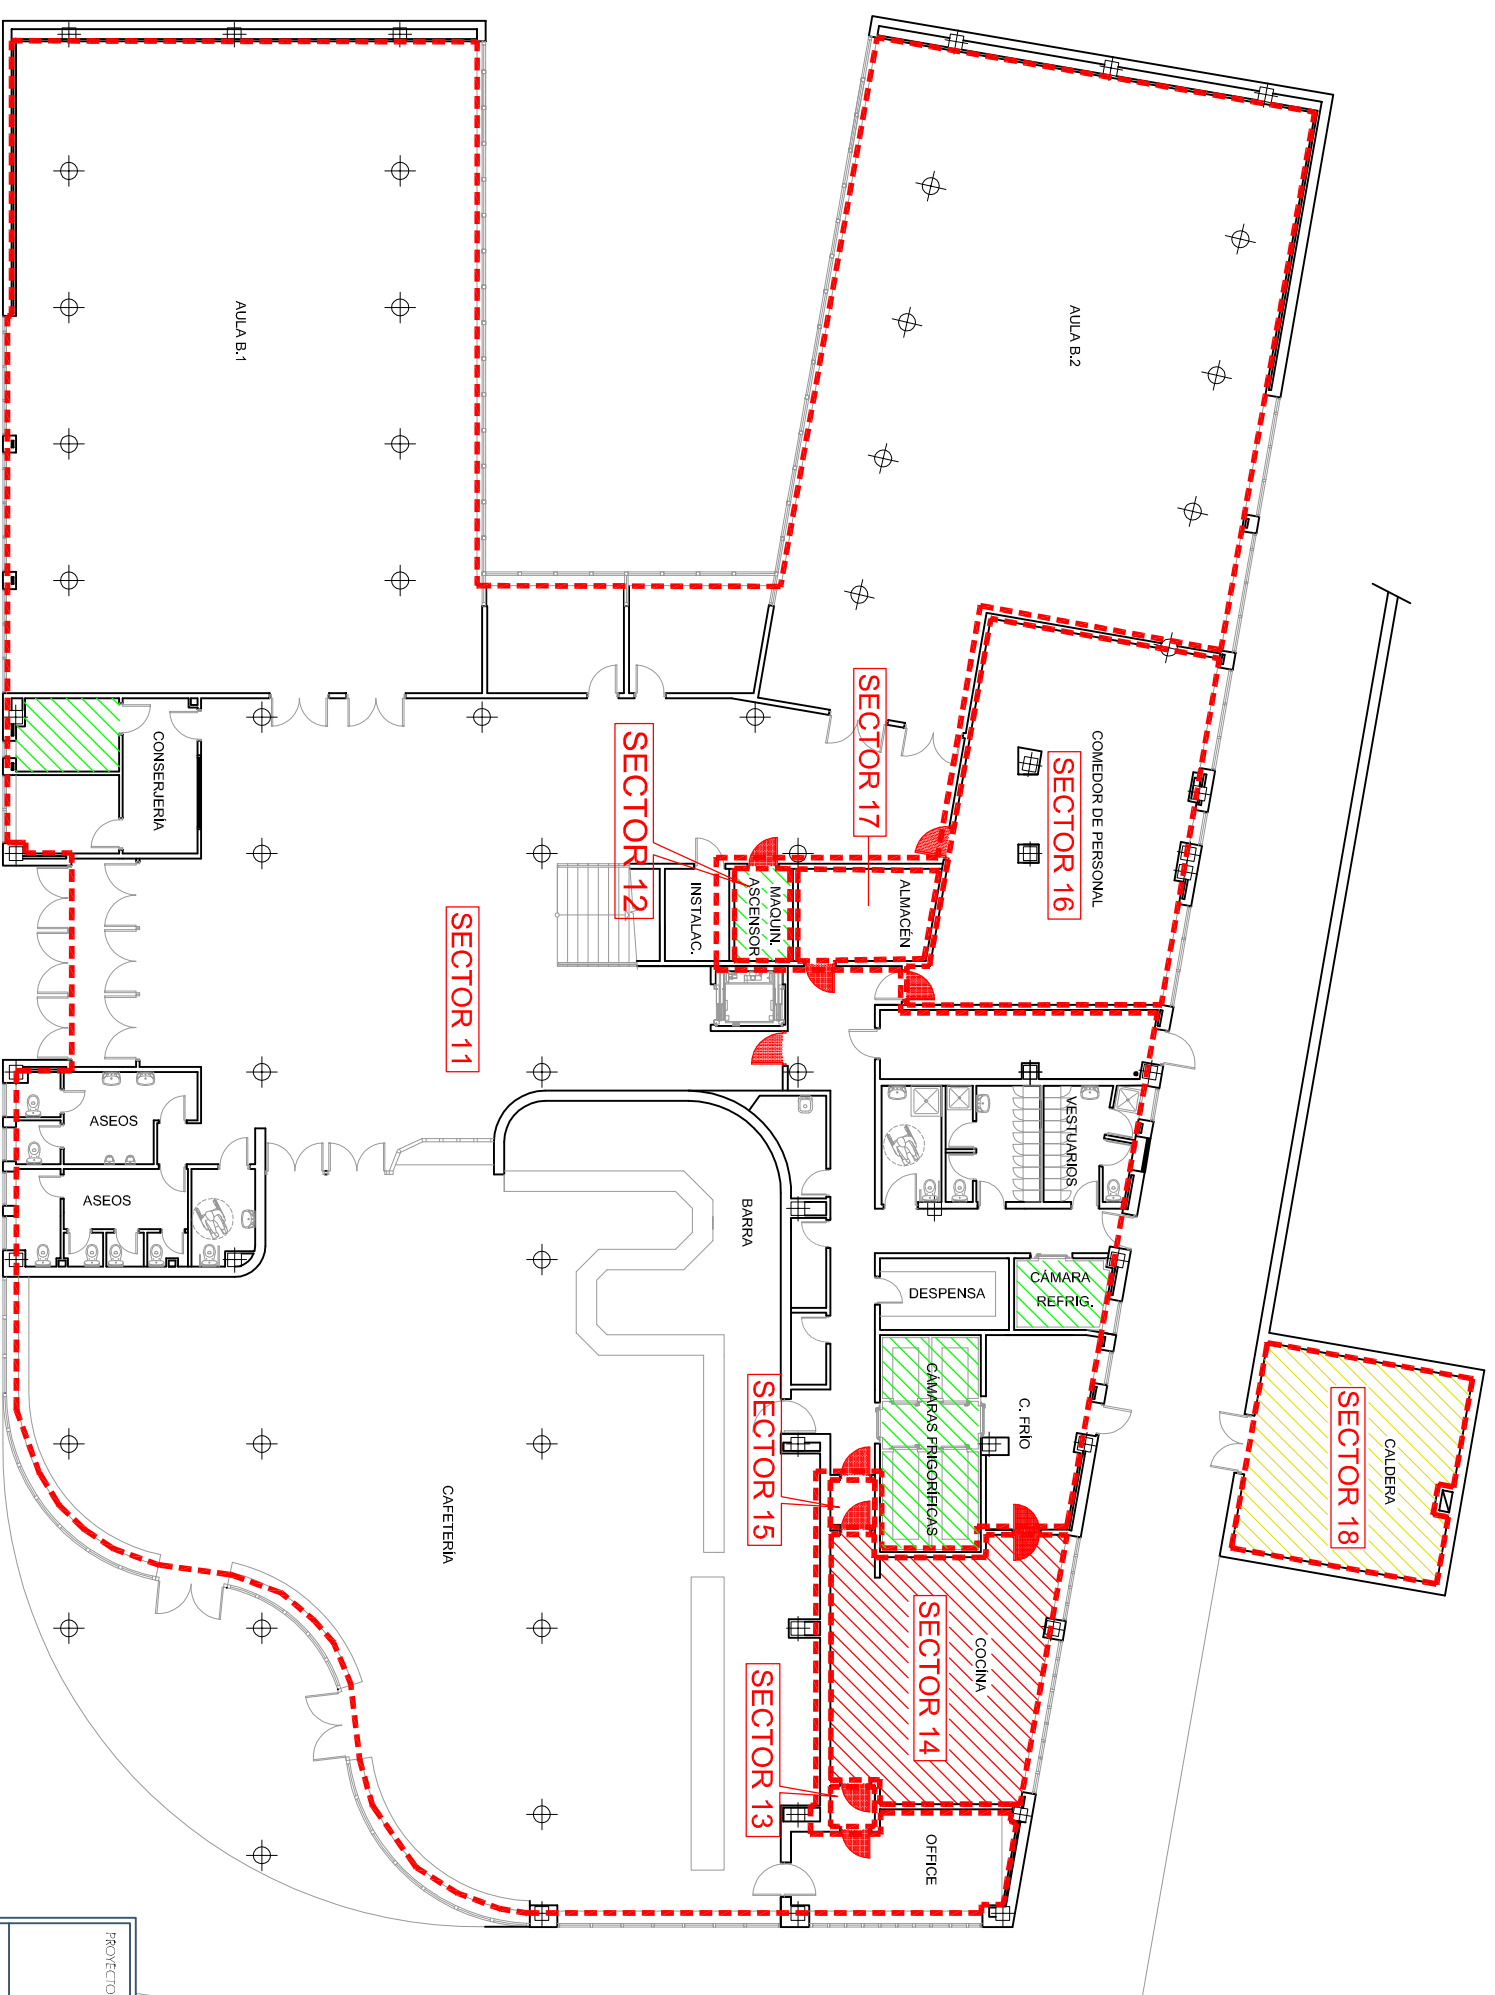 AULA B.1
AULA B.2
COMEDOR DE PERSONAL
SECTOR 16
SECTOR 17
SECTOR 12
CONSERJERÍA
ALMACÉN
MAQUIN.
ASCENSOR
INSTALAC.
SECTOR 11
ASEOS
ASEOS
VESTUARIOS
BARRA
DESPENSA
CÁMARA
REFRIG.
CÁMARAS FRIGORÍFICAS
C. FRÍO
SECTOR 15
SECTOR 18
CALDERA
CAFETERÍA
COCÍNA
SECTOR 14
SECTOR 13
OFFICE
PROYECTO